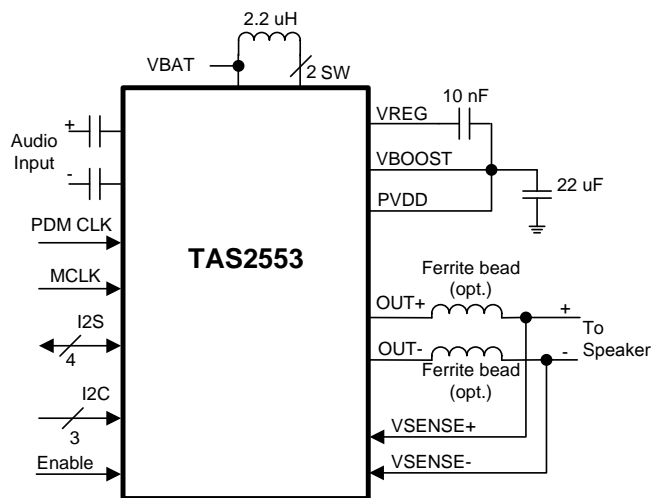 2.2 uH
VBAT
2 SW
Audio
Input
+
-
PDM CLK
MCLK
I2S
4
I2C
3
Enable
TAS2553
VREG
10 nF
VBOOST
22 uF
PVDD
Ferrite bead
(opt.)
OUT+
+
To
Speaker
OUT-
-
Ferrite bead
(opt.)
VSENSE+
VSENSE-